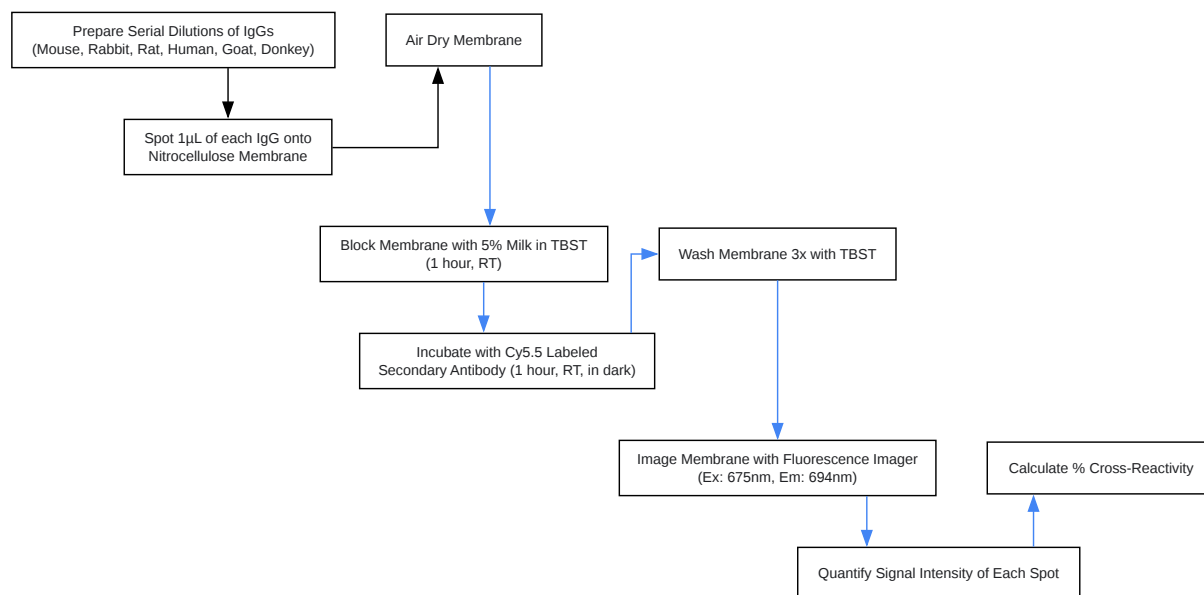 Prepare Serial Dilutions of IgGs
(Mouse, Rabbit, Rat, Human, Goat, Donkey)
Spot 1µL of each IgG onto
Nitrocellulose Membrane
Air Dry Membrane
Block Membrane with 5% Milk in TBST
(1 hour, RT)
Incubate with Cy5.5 Labeled
Secondary Antibody (1 hour, RT, in dark)
Wash Membrane 3x with TBST
Image Membrane with Fluorescence Imager
(Ex: 675nm, Em: 694nm)
Quantify Signal Intensity of Each Spot
Calculate % Cross-Reactivity